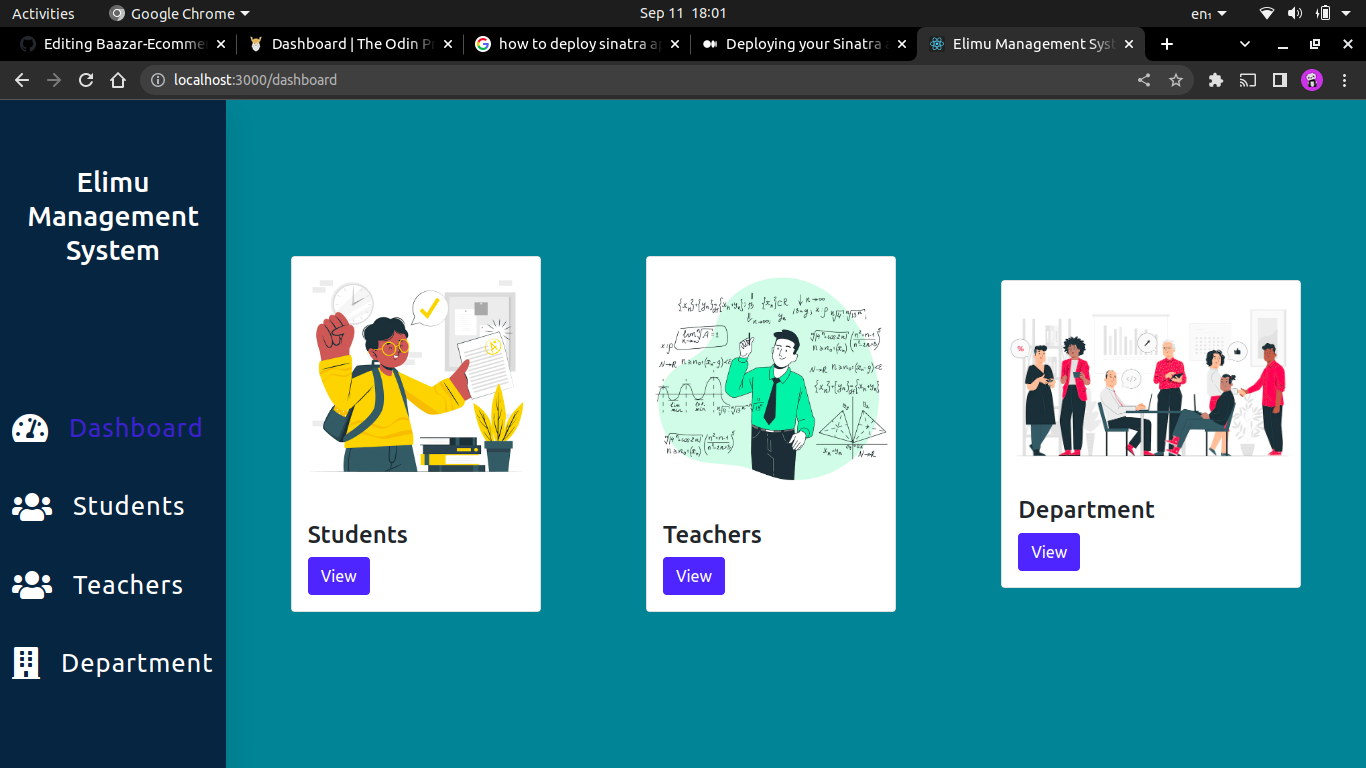 Activities
Google Chrome
Sep 11 18:01
en₁
Editing Baazar-Ecomme
Dashboard | The Odin P
how to deploy sinatra a
Deploying your Sinatra
Elimu Management Syst
localhost:3000/dashboard
Elimu
Management
System
Dashboard
Students
Teachers
Department
Students
View
Teachers
View
%
</>
Department
View